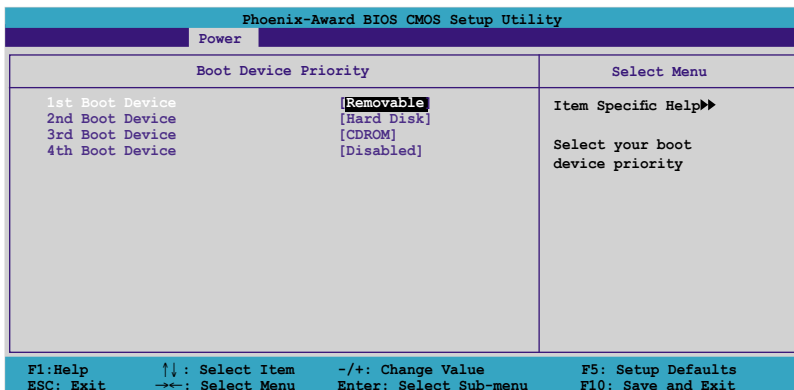 Phoenix-Award BIOS CMOS Setup Utility
Power
Boot Device Priority
Select Menu
1st Boot Device [Removable]
2nd Boot Device [Hard Disk]
3rd Boot Device [CDROM]
4th Boot Device [Disabled]
Item Specific Help▶▶
Select your boot
device priority
F1:Help ↑↓: Select Item -/+: Change Value F5: Setup Defaults
ESC: Exit →←: Select Menu Enter: Select Sub-menu F10: Save and Exit